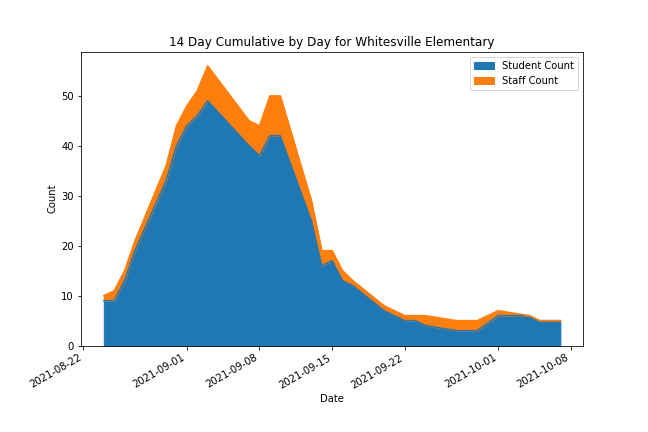 14 Day Cumulative by Day for Whitesville Elementary
Student Count
Staff Count
Count
50
40
30
20
10
0
2021-08-22
2021-09-01
2021-09-08
2021-09-15
2021-09-22
2021-10-01
2021-10-08
Date